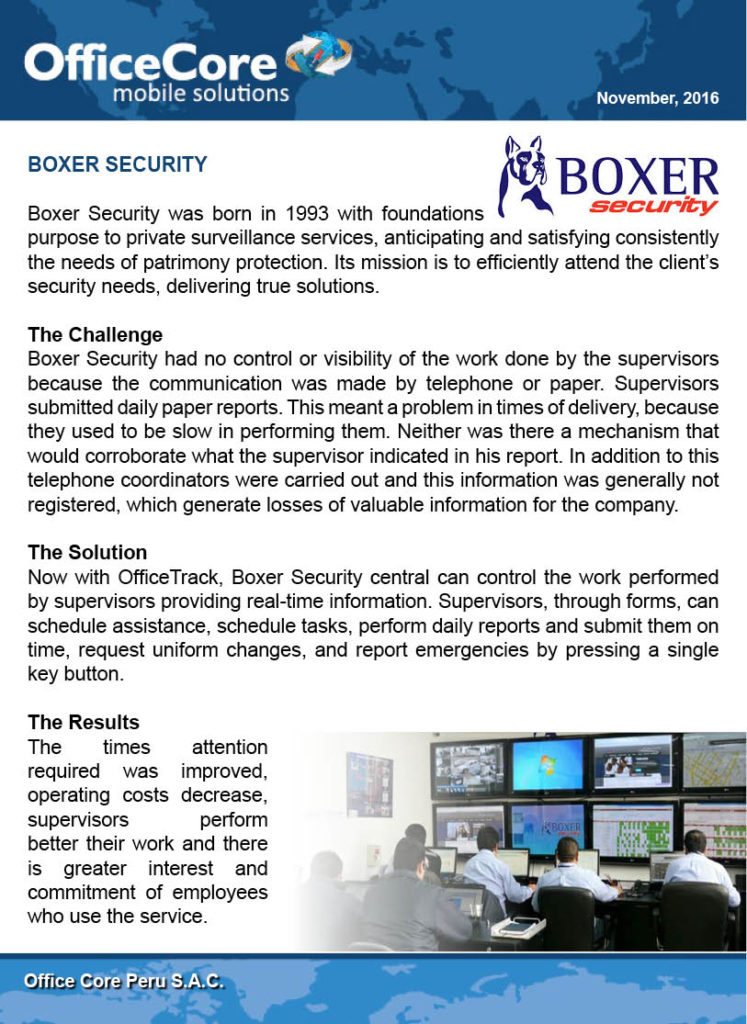 OfficeCore
mobile solutions
November, 2016
BOXER SECURITY
BOXER
security
Boxer Security was born in 1993 with foundations
purpose to private surveillance services, anticipating and satisfying consistently
the needs of patrimony protection. Its mission is to efficiently attend the client’s
security needs, delivering true solutions.
The Challenge
Boxer Security had no control or visibility of the work done by the supervisors
because the communication was made by telephone or paper. Supervisors
submitted daily paper reports. This meant a problem in times of delivery, because
they used to be slow in performing them. Neither was there a mechanism that
would corroborate what the supervisor indicated in his report. In addition to this
telephone coordinators were carried out and this information was generally not
registered, which generate losses of valuable information for the company.
The Solution
Now with OfficeTrack, Boxer Security central can control the work performed
by supervisors providing real-time information. Supervisors, through forms, can
schedule assistance, schedule tasks, perform daily reports and submit them on
time, request uniform changes, and report emergencies by pressing a single
key button.
The Results
The times attention
required was improved,
operating costs decrease,
supervisors perform
better their work and there
is greater interest and
commitment of employees
who use the service.
BOXER
Office Core Peru S.A.C.